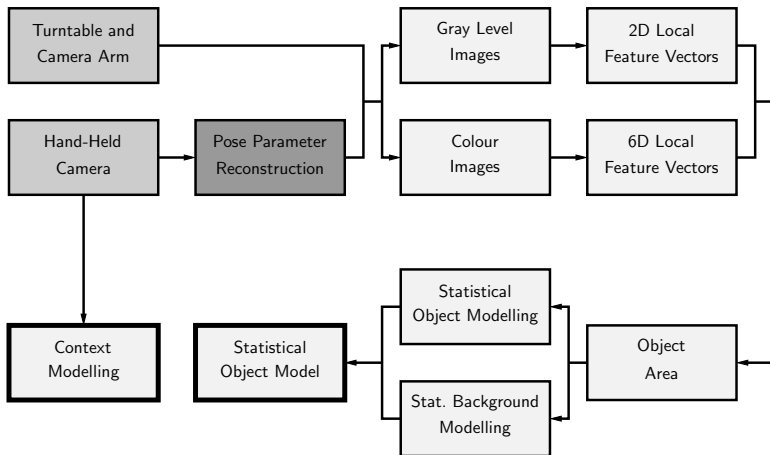 Turntable and
Camera Arm
Gray Level
Images
2D Local
Feature Vectors
Hand-Held
Camera
Pose Parameter
Reconstruction
Colour
Images
6D Local
Feature Vectors
Statistical
Object Modelling
Context
Modelling
Statistical
Object Model
Object
Area
Stat. Background
Modelling